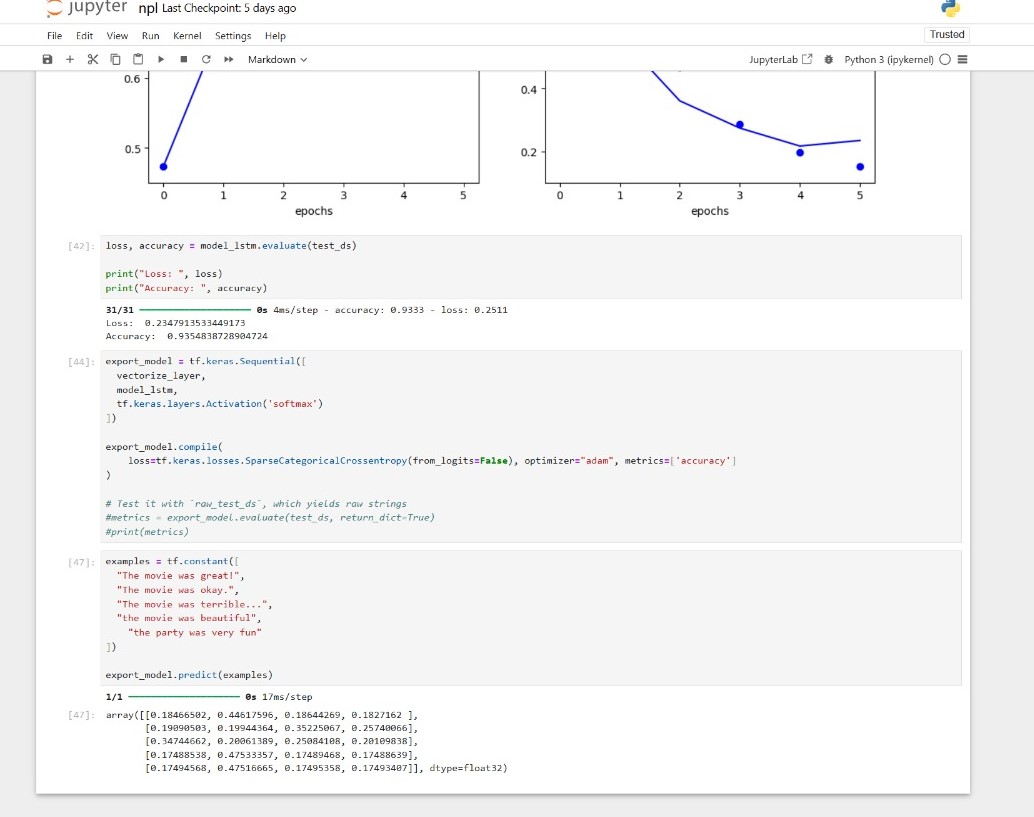 jupyter npl Last Checkpoint: 5 days ago
File Edit View Run Kernel Settings Help Trusted
Markdown JupyterLab Python 3 (ipykernel)
0.6
0.5
0 1 2 3 4 5
epochs
0.4
0.2
0 1 2 3 4 5
epochs
[42]: loss, accuracy = model_lstm.evaluate(test_ds)
print("Loss: ", loss)
print("Accuracy: ", accuracy)
31/31 0s 4ms/step - accuracy: 0.9333 - loss: 0.2511
Loss: 0.2347913533449173
Accuracy: 0.9354838728904724
[44]: export_model = tf.keras.Sequential([
vectorize_layer,
model_lstm,
tf.keras.layers.Activation('softmax')
])
export_model.compile(
loss=tf.keras.losses.SparseCategoricalCrossentropy(from_logits=False), optimizer="adam", metrics=['accuracy']
)
# Test it with `raw_test_ds`, which yields raw strings
#metrics = export_model.evaluate(test_ds, return_dict=True)
#print(metrics)
[47]: examples = tf.constant([
"The movie was great!",
"The movie was okay.",
"The movie was terrible...",
"the movie was beautiful",
"the party was very fun"
])
export_model.predict(examples)
1/1 0s 17ms/step
[47]: array([[0.18466502, 0.44617596, 0.18644269, 0.1827162 ],
[0.19090503, 0.19944364, 0.35225067, 0.25740066],
[0.34744662, 0.20061389, 0.25084108, 0.20109838],
[0.17488538, 0.47533357, 0.17489468, 0.17488639],
[0.17494568, 0.47516665, 0.17495358, 0.17493407]], dtype=float32)